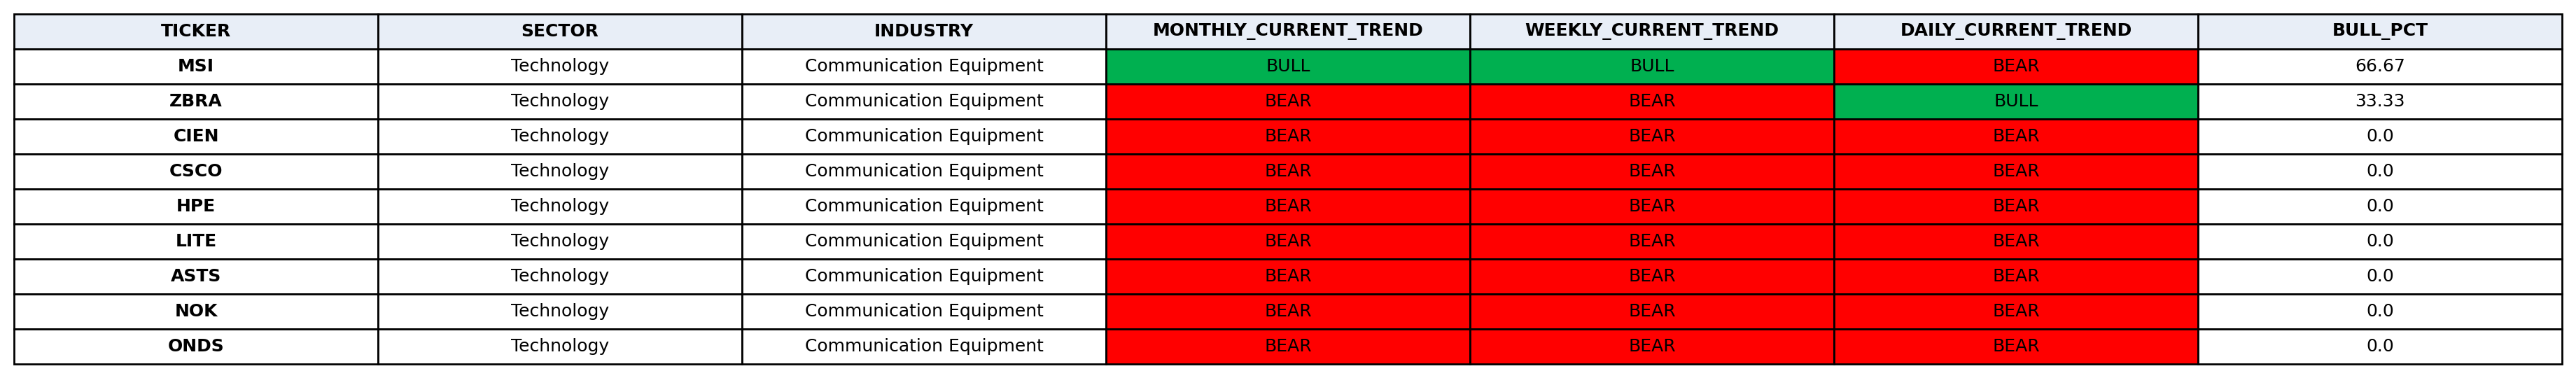 TICKER SECTOR INDUSTRY MONTHLY_CURRENT_TREND WEEKLY_CURRENT_TREND DAILY_CURRENT_TREND BULL_PCT
MSI Technology Communication Equipment BULL BULL BEAR 66.67
ZBRA Technology Communication Equipment BEAR BEAR BULL 33.33
CIEN Technology Communication Equipment BEAR BEAR BEAR 0.0
CSCO Technology Communication Equipment BEAR BEAR BEAR 0.0
HPE Technology Communication Equipment BEAR BEAR BEAR 0.0
LITE Technology Communication Equipment BEAR BEAR BEAR 0.0
ASTS Technology Communication Equipment BEAR BEAR BEAR 0.0
NOK Technology Communication Equipment BEAR BEAR BEAR 0.0
ONDS Technology Communication Equipment BEAR BEAR BEAR 0.0